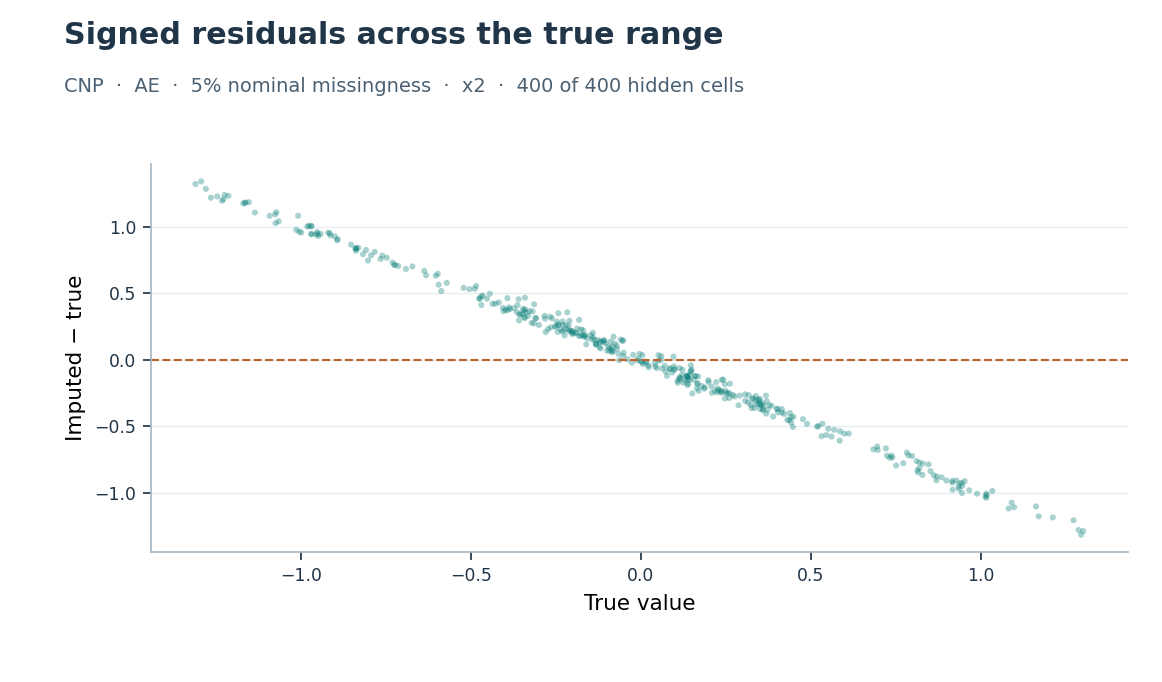 Signed residuals across the true range
CNP · AE · 5% nominal missingness · x2 · 400 of 400 hidden cells
Imputed − true
1.0
0.5
0.0
−0.5
−1.0
−1.0 −0.5 0.0 0.5 1.0
True value